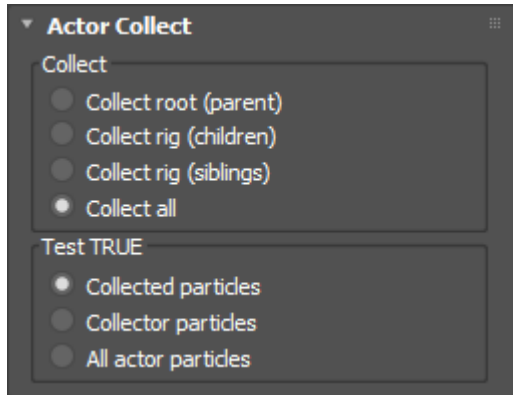 Actor Collect
Collect
Collect root (parent)
Collect rig (children)
Collect rig (siblings)
Collect all
Test TRUE
Collected particles
Collector particles
All actor particles